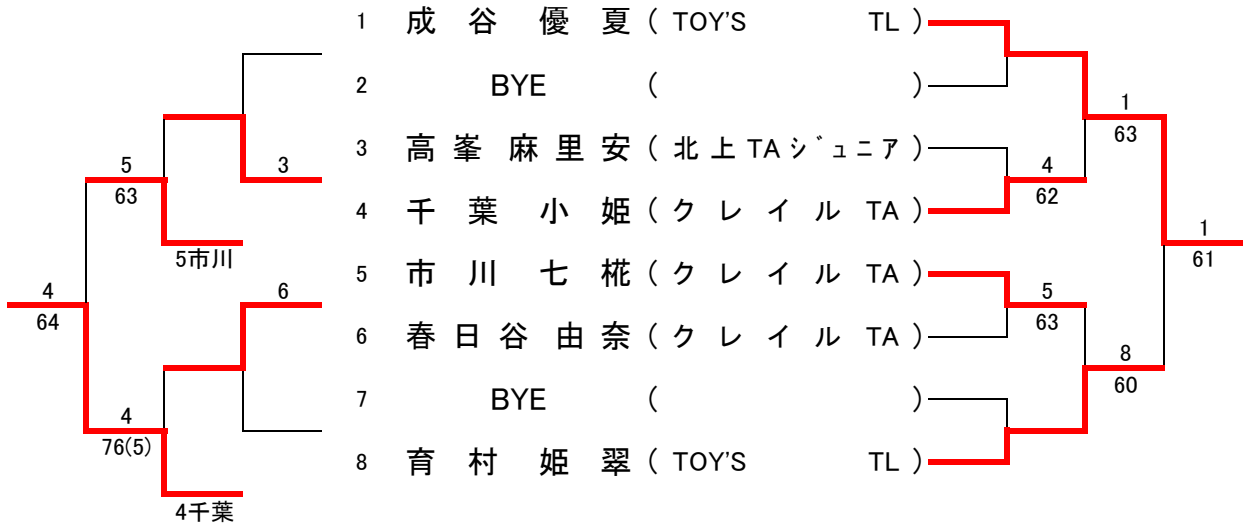 1 成谷 優夏 ( TOY'S TL )
2 BYE ( )
3 高峯 麻里安 ( 北上TAジュニア )
4 千葉 小姫 ( クレイル TA )
5 市川 七椛 ( クレイル TA )
6 春日谷 由奈 ( クレイル TA )
7 BYE ( )
8 育村 姫翠 ( TOY'S TL )
3
5
63
5市川
6
4
64
4
76(5)
4千葉
1
63
4
62
1
61
5
63
8
60